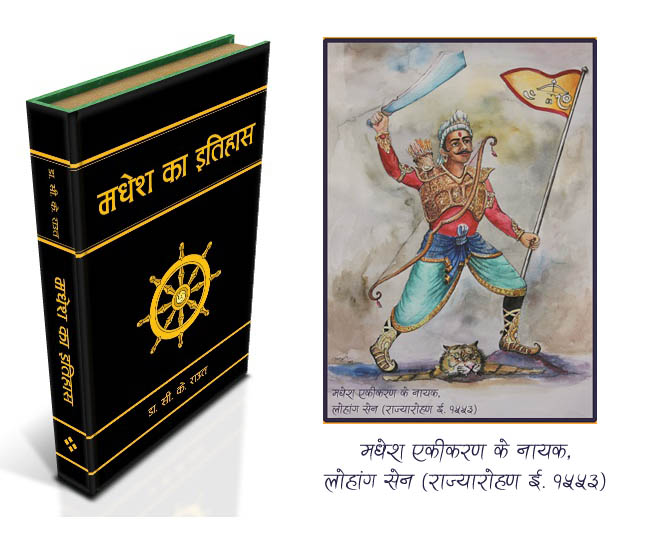 मधेश का इतिहास
डा. सी. के. राउत
डा. सी. के. राउत
मधेश का इतिहास
मधेश एकीकरण के नायक,
लोहांग सेन (राज्यारोहण ई. १५५३)
मधेश एकीकरण के नायक,
लोहांग सेन (राज्यारोहण ई. १५५३)